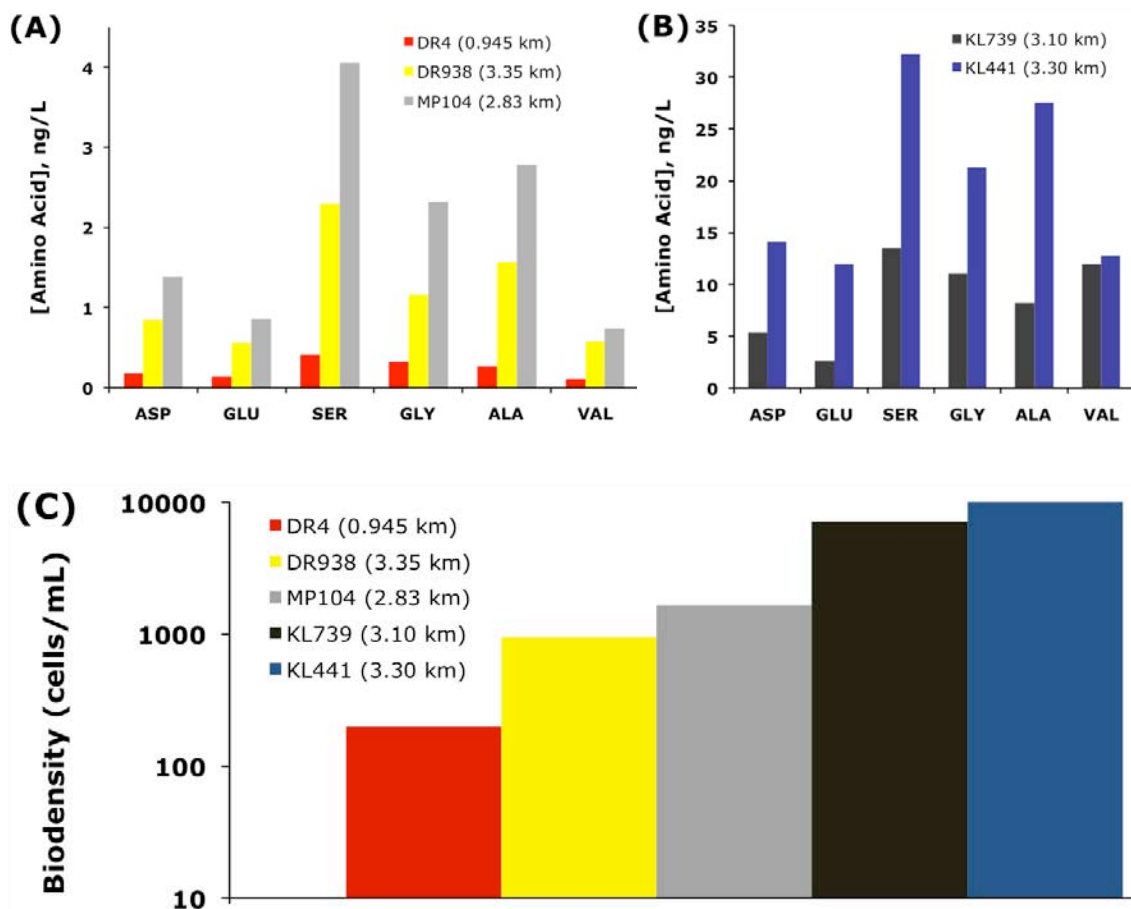 (A)
DR4 (0.945 km)
DR938 (3.35 km)
MP104 (2.83 km)
[Amino Acid], ng/L
4
3
2
1
0
ASP GLU SER GLY ALA VAL
(B)
KL739 (3.10 km)
KL441 (3.30 km)
[Amino Acid], ng/L
35
30
25
20
15
10
5
0
ASP GLU SER GLY ALA VAL
(C)
DR4 (0.945 km)
DR938 (3.35 km)
MP104 (2.83 km)
KL739 (3.10 km)
KL441 (3.30 km)
Biodensity (cells/mL)
10000
1000
100
10